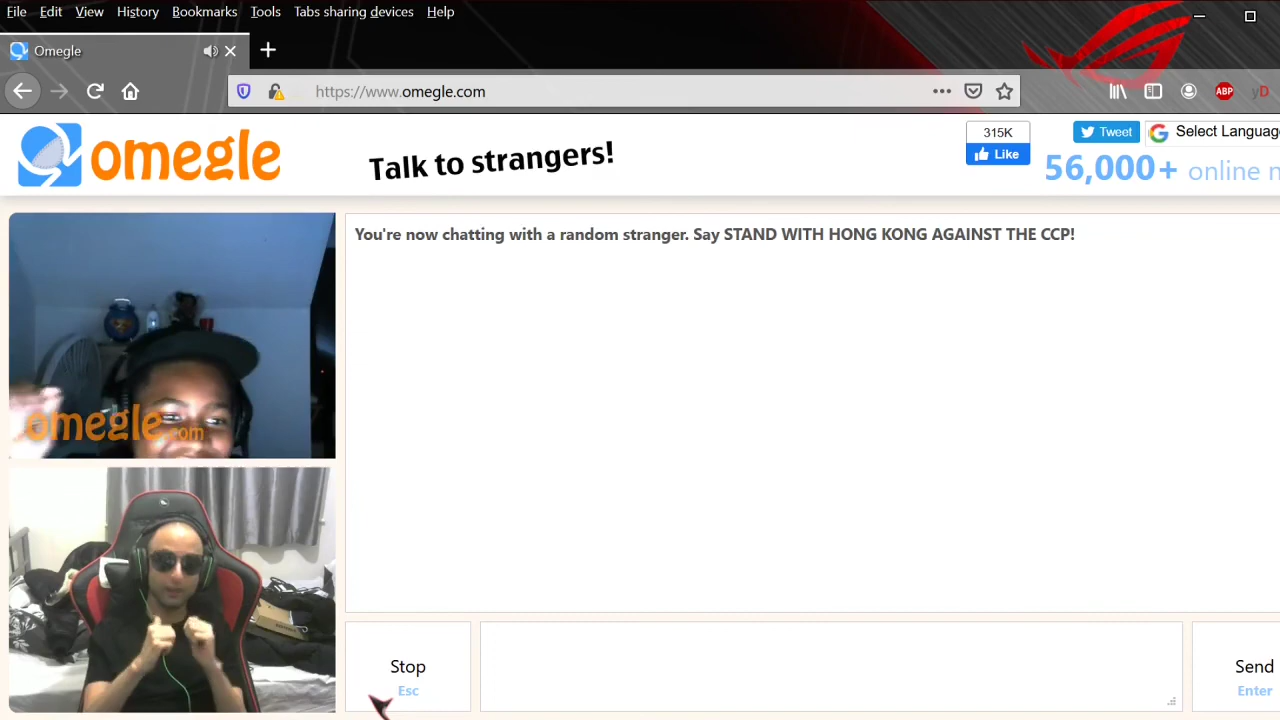 File Edit View History Bookmarks Tools Tabs sharing devices Help
Omegle
https://www.omegle.com
ABP
yD
omegle
Talk to strangers!
315K
Like
Tweet
Select Languag
56,000+ online n
You're now chatting with a random stranger. Say STAND WITH HONG KONG AGAINST THE CCP!
omegle.com
Stop
Esc
Send
Enter